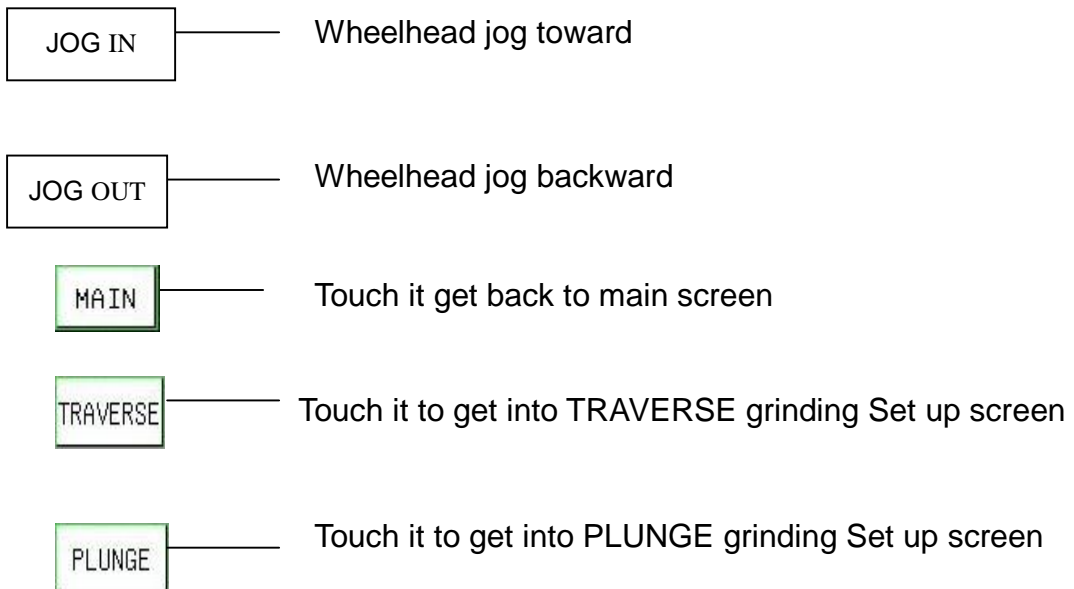 JOG IN Wheelhead jog toward
JOG OUT Wheelhead jog backward
MAIN Touch it get back to main screen
TRAVERSE Touch it to get into TRAVERSE grinding Set up screen
PLUNGE Touch it to get into PLUNGE grinding Set up screen